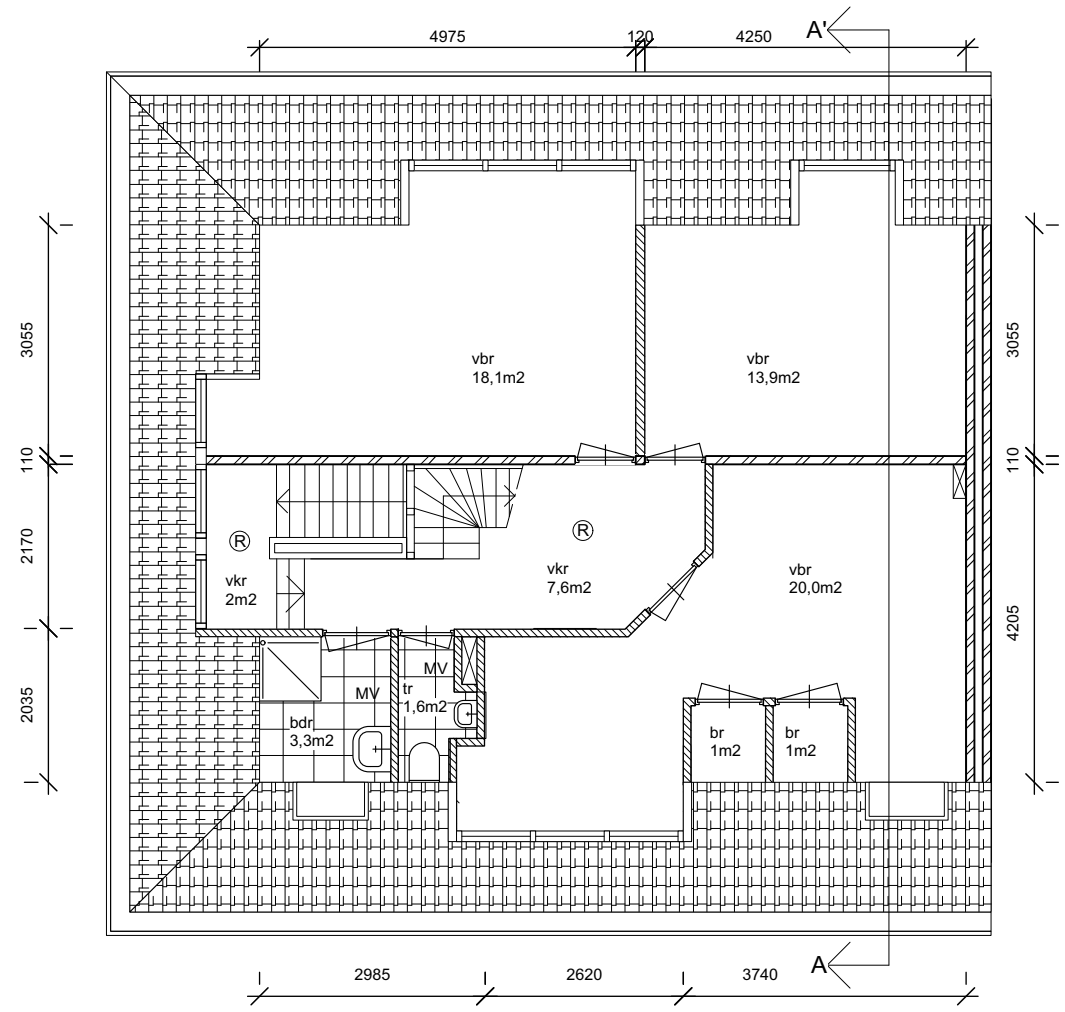 A'
4975
120
4250
3055
3055
vbr
18,1m2
vbr
13,9m2
110
110
2170
R
R
vkr
2m2
vkr
7,6m2
vbr
20,0m2
4205
2035
MV
MV
tr
1,6m2
bdr
3,3m2
br
1m2
br
1m2
A
2985
2620
3740